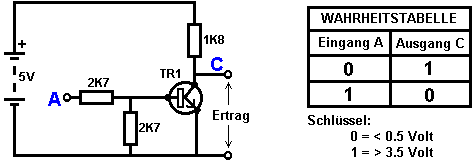 +
5V
1K8
C
TR1
2K7
A
2K7
Ertrag
WAHRHEITSTABELLE
Eingang A Ausgang C
0 1
1 0
Schlüssel:
0 = < 0.5 Volt
1 = > 3.5 Volt